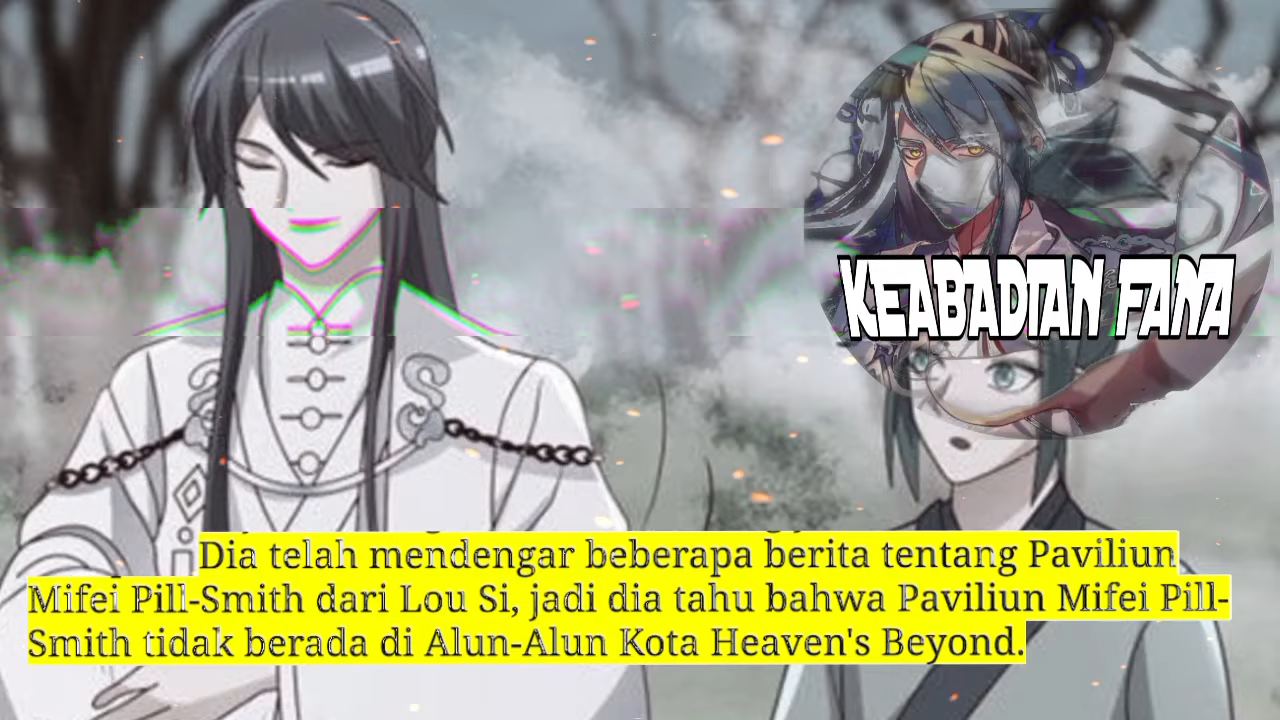 KEABADIAN FANA
Dia telah mendengar beberapa berita tentang Paviliun
Mifei Pill-Smith dari Lou Si, jadi dia tahu bahwa Paviliun Mifei Pill-
Smith tidak berada di Alun-Alun Kota Heaven's Beyond.